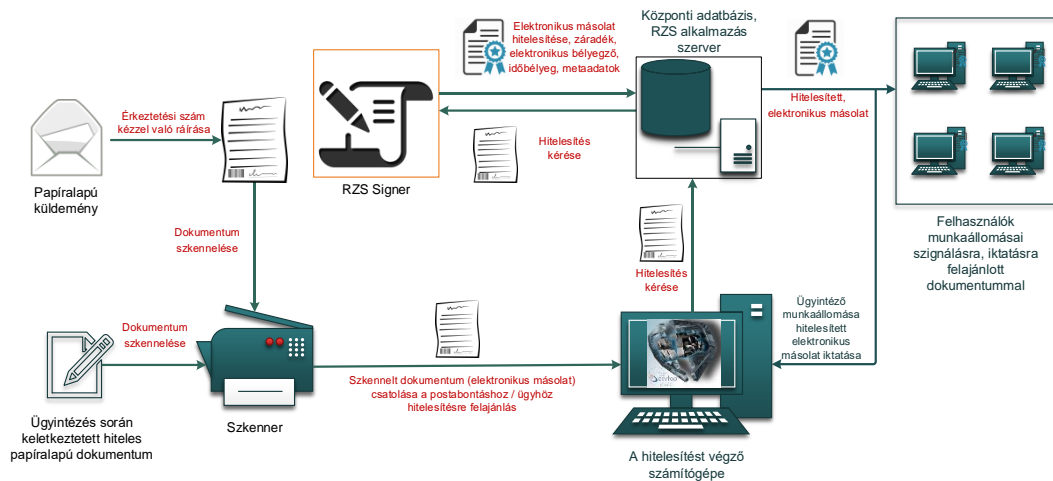 Elektronikus másolat
hitelesítése, záradék,
elektronikus bélyegző,
időbélyeg, metaadatok
Központi adatbázis,
RZS alkalmazás
szerver
Érkeztetési szám
kézzel való ráírása
Hitelesített,
elektronikus másolat
Hitelesítés
kérése
Papíralapú
küldemény
RZS Signer
Felhasználók
munkaállomásai
szignálásra, iktatásra
felajánlott
dokumentummal
Dokumentum
szkennelése
Hitelesítés
kérése
Ügyintéző
munkaállomása
hitelesített
elektronikus
másolat iktatása
Dokumentum
szkennelése
Szkennelt dokumentum (elektronikus másolat)
csatolása a postabontáshoz / ügyhöz
hitelesítésre felajánlás
Ügyintézés során
keletkeztetett hiteles
papíralapú dokumentum
Szkenner
A hitelesítést végző
számítógépe